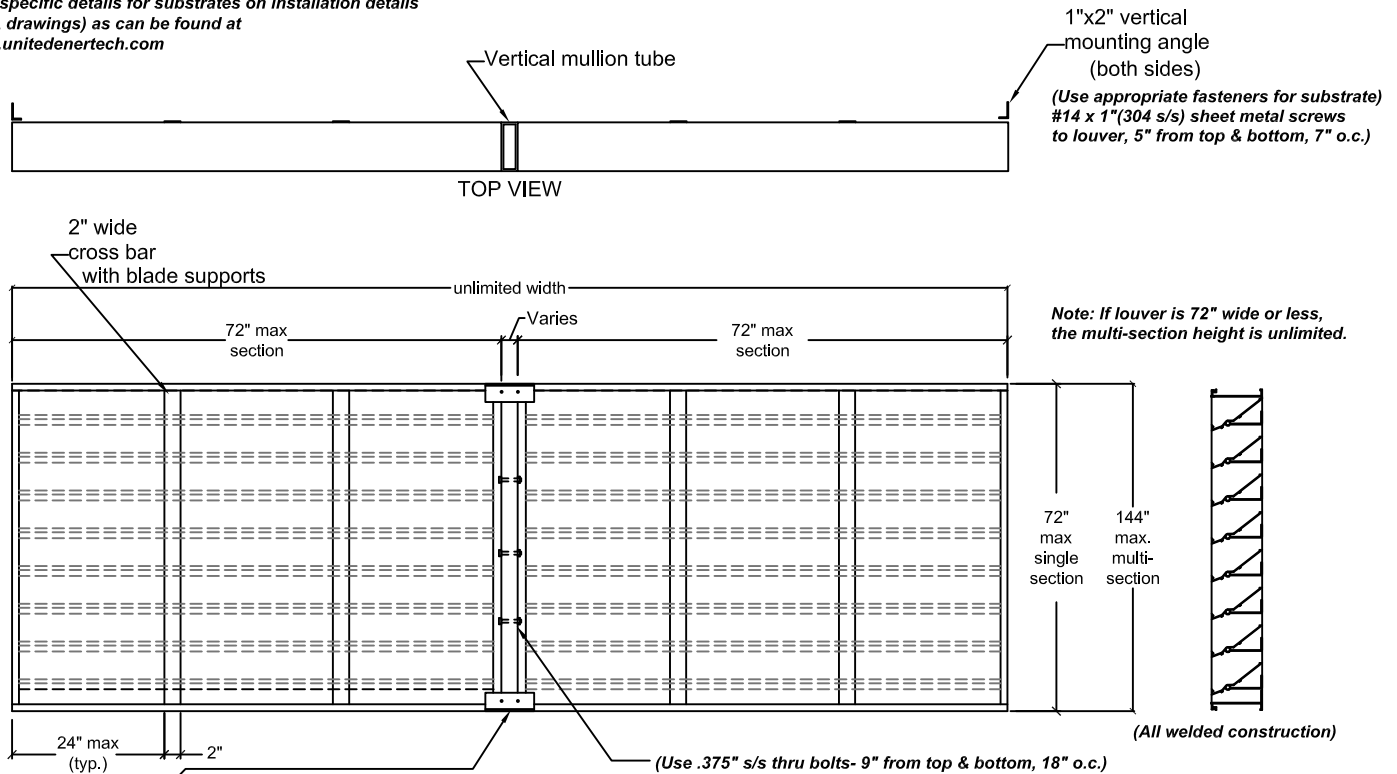 specific details for substrates on installation details
drawings) as can be found at
.unitedenertech.com
Vertical mullion tube
1"x2" vertical
mounting angle
(both sides)
(Use appropriate fasteners for substrate)
#14 x 1"(304 s/s) sheet metal screws
to louver, 5" from top & bottom, 7" o.c.)
TOP VIEW
2" wide
cross bar
with blade supports
unlimited width
72" max
section
Varies
72" max
section
Note: If louver is 72" wide or less,
the multi-section height is unlimited.
72"
max
single
section
144"
max.
multi-
section
(All welded construction)
24" max
(typ.)
2"
(Use .375" s/s thru bolts- 9" from top & bottom, 18" o.c.)